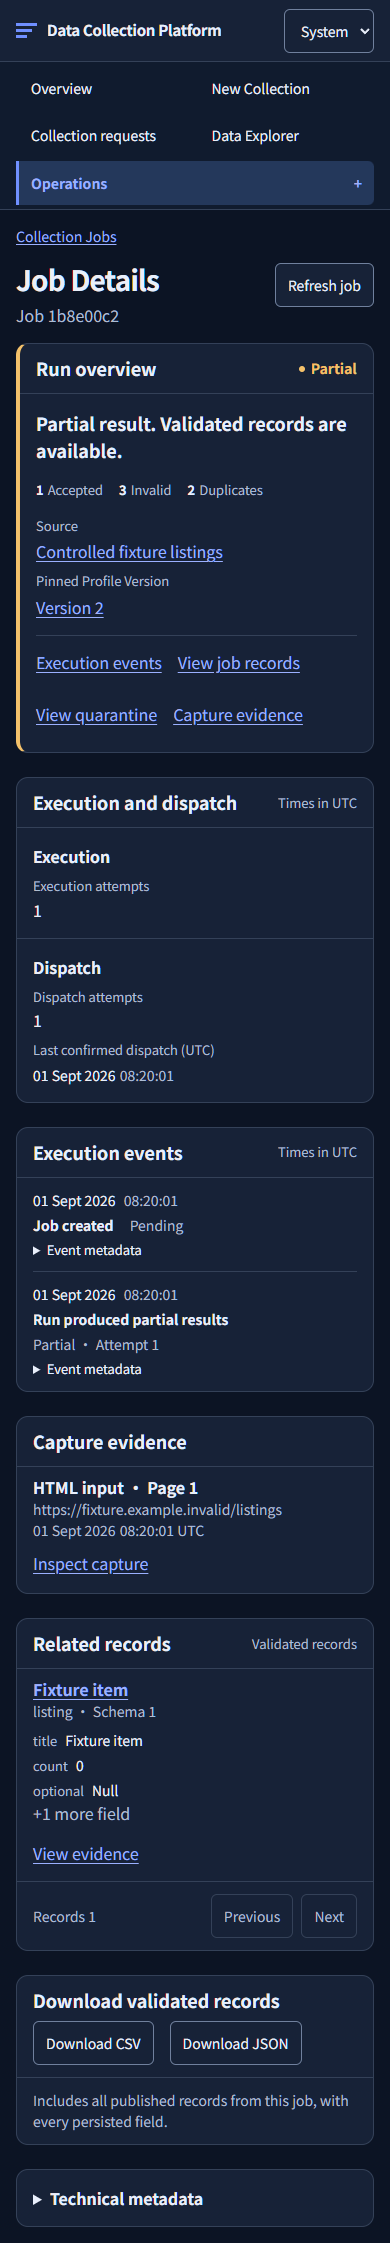 Data Collection Platform
System
Overview
New Collection
Collection requests
Data Explorer
Operations +
Collection Jobs
Job Details
Refresh job
Job 1b8e00c2
Run overview
• Partial
Partial result. Validated records are
available.
1 Accepted 3 Invalid 2 Duplicates
Source
Controlled fixture listings
Pinned Profile Version
Version 2
Execution events View job records
View quarantine Capture evidence
Execution and dispatch
Times in UTC
Execution
Execution attempts
1
Dispatch
Dispatch attempts
1
Last confirmed dispatch (UTC)
01 Sept 2026 08:20:01
Execution events
Times in UTC
01 Sept 2026 08:20:01
Job created Pending
Event metadata
01 Sept 2026 08:20:01
Run produced partial results
Partial • Attempt 1
Event metadata
Capture evidence
HTML input • Page 1
https://fixture.example.invalid/listings
01 Sept 2026 08:20:01 UTC
Inspect capture
Related records
Validated records
Fixture item
listing • Schema 1
title Fixture item
count 0
optional Null
+1 more field
View evidence
Records 1
Previous
Next
Download validated records
Download CSV
Download JSON
Includes all published records from this job, with
every persisted field.
Technical metadata